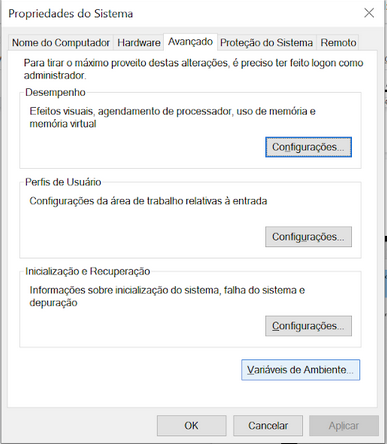 Propriedades do Sistema
Nome do Computador Hardware Avançado Proteção do Sistema Remoto
Para tirar o máximo proveito destas alterações, é preciso ter feito logon como
administrador.
Desempenho
Efeitos visuais, agendamento de processador, uso de memória e
memória virtual
Configurações...
Perfis de Usuário
Configurações da área de trabalho relativas à entrada
Configurações...
Inicialização e Recuperação
Informações sobre inicialização do sistema, falha do sistema e
depuração
Configurações...
Variáveis de Ambiente...
OK Cancelar Aplicar